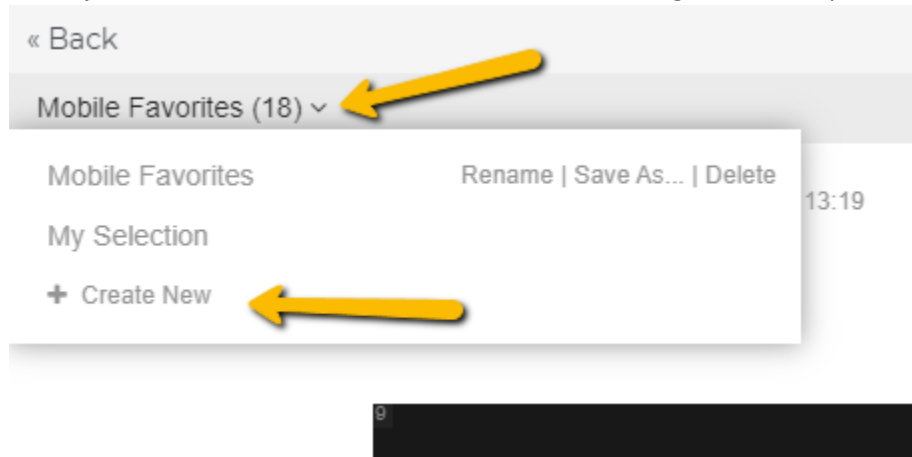 « Back
Mobile Favorites (18)
Mobile Favorites Rename | Save As... | Delete
13:19
My Selection
+ Create New
9